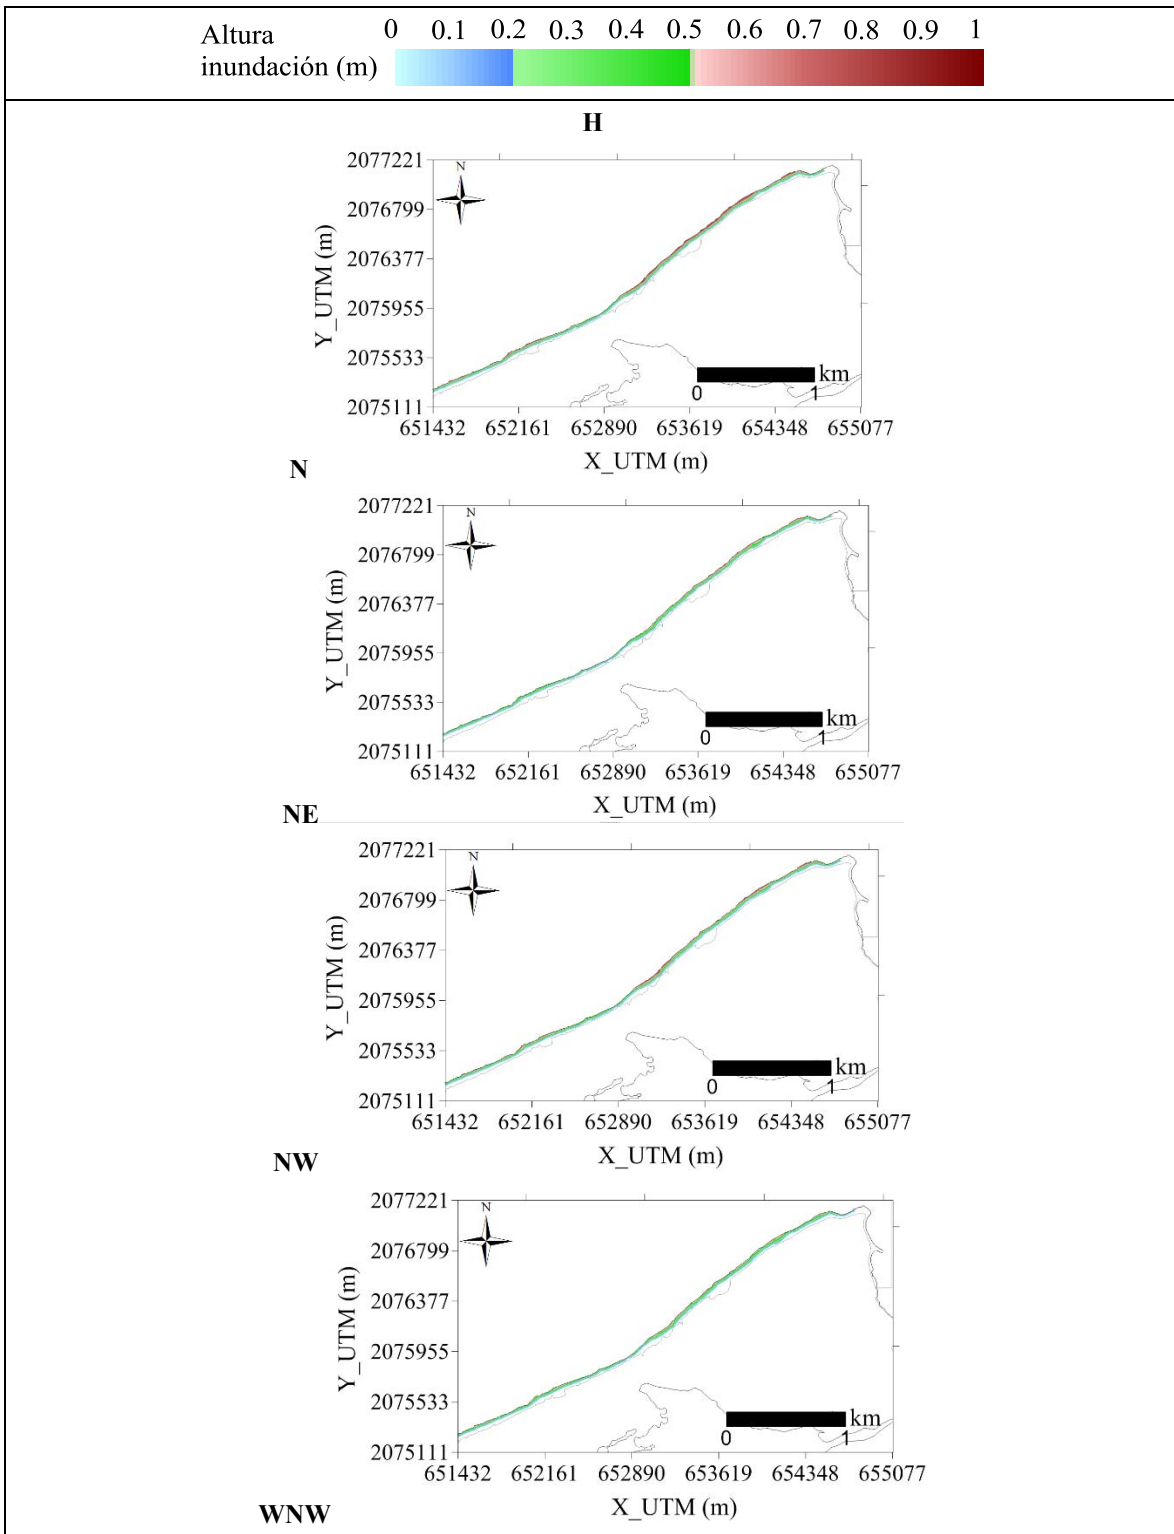 Altura
inundación (m)
0 0.1 0.2 0.3 0.4 0.5 0.6 0.7 0.8 0.9 1
H
2077221
2076799
2076377
2075955
2075533
2075111
Y_UTM (m)
N
km
0 1
651432 652161 652890 653619 654348 655077
X_UTM (m)
N
2077221
2076799
2076377
2075955
2075533
2075111
Y_UTM (m)
N
km
0 1
651432 652161 652890 653619 654348 655077
X_UTM (m)
NE
2077221
2076799
2076377
2075955
2075533
2075111
Y_UTM (m)
N
km
0 1
651432 652161 652890 653619 654348 655077
X_UTM (m)
NW
2077221
2076799
2076377
2075955
2075533
2075111
Y_UTM (m)
N
km
0 1
651432 652161 652890 653619 654348 655077
X_UTM (m)
WNW